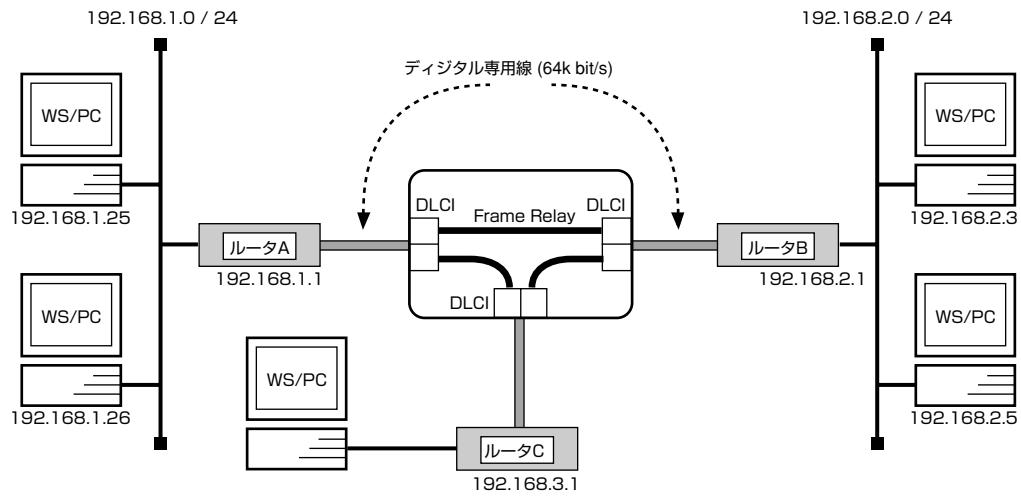 192.168.1.0 / 24
192.168.2.0 / 24
ディジタル専用線 (64k bit/s)
WS/PC
WS/PC
192.168.1.25
192.168.2.3
DLCI
Frame Relay
DLCI
ルータA
ルータB
192.168.1.1
192.168.2.1
DLCI
WS/PC
WS/PC
WS/PC
192.168.1.26
192.168.2.5
ルータC
192.168.3.1